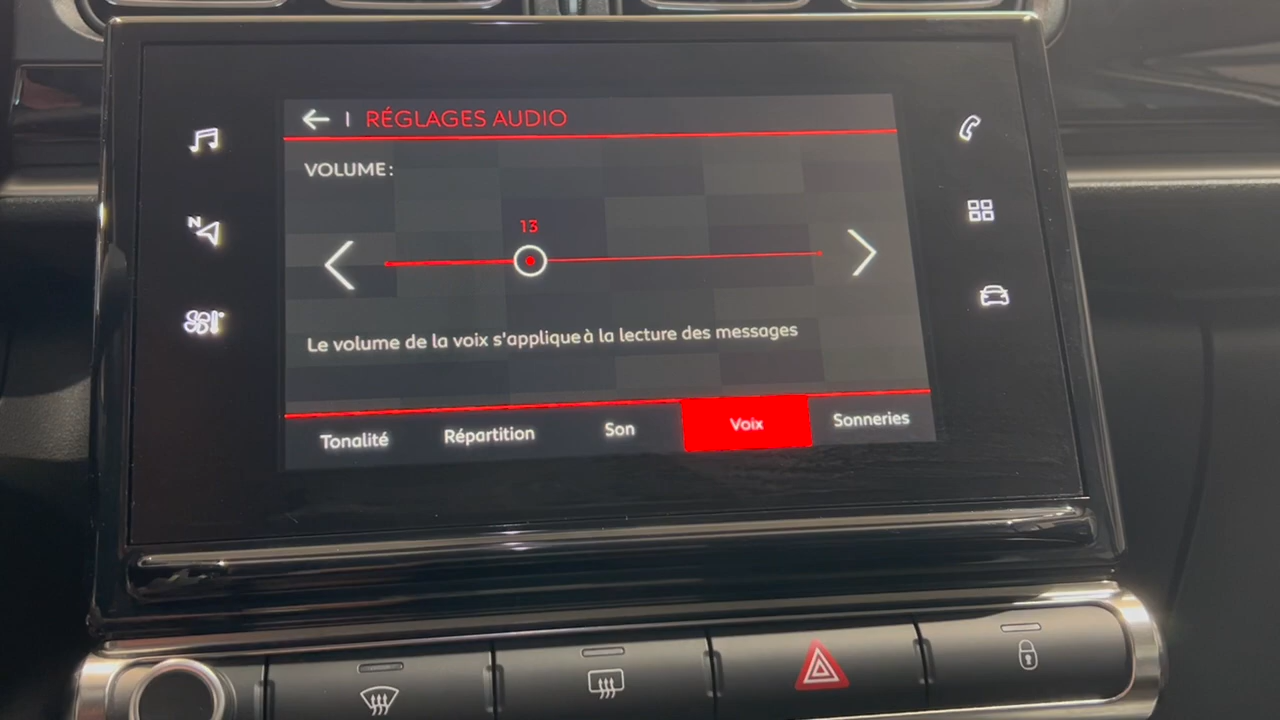 RÉGLAGES AUDIO
VOLUME:
N
13
Le volume de la voix s'applique à la lecture des messages
Tonalité Répartition Son Voix Sonneries